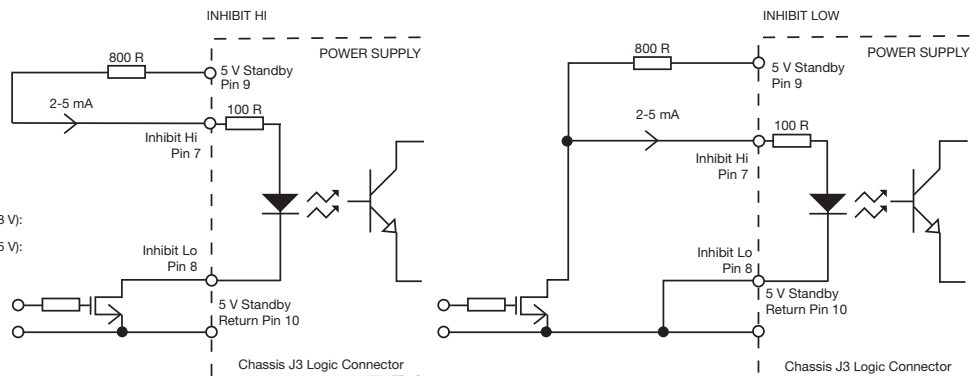 INHIBIT HI
POWER SUPPLY
800 R
5 V Standby
Pin 9
2-5 mA
100 R
Inhibit Hi
Pin 7
3 V):
5 V):
Inhibit Lo
Pin 8
5 V Standby
Return Pin 10
Chassis J3 Logic Connector
INHIBIT LOW
POWER SUPPLY
800 R
5 V Standby
Pin 9
2-5 mA
100 R
Inhibit Hi
Pin 7
Inhibit Lo
Pin 8
5 V Standby
Return Pin 10
Chassis J3 Logic Connector